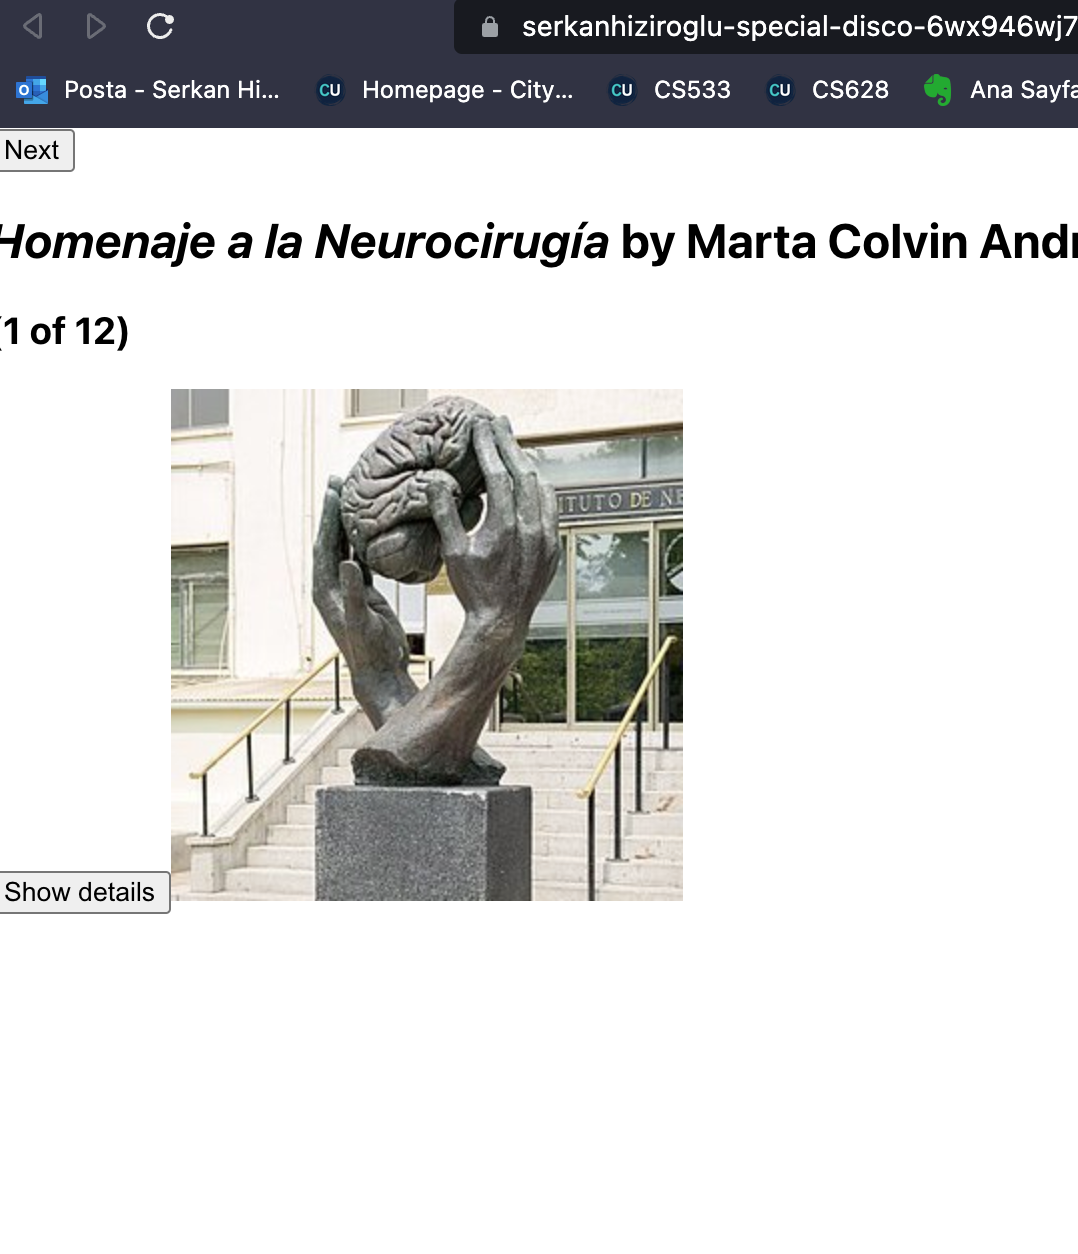 serkanhiziroglu-special-disco-6wx946wj7
Posta - Serkan Hi... CU Homepage - City... CU CS533 CU CS628 Ana Sayfa
Next
Homenaje a la Neurocirugía by Marta Colvin Andr
(1 of 12)
ITUTO DE NE
Show details